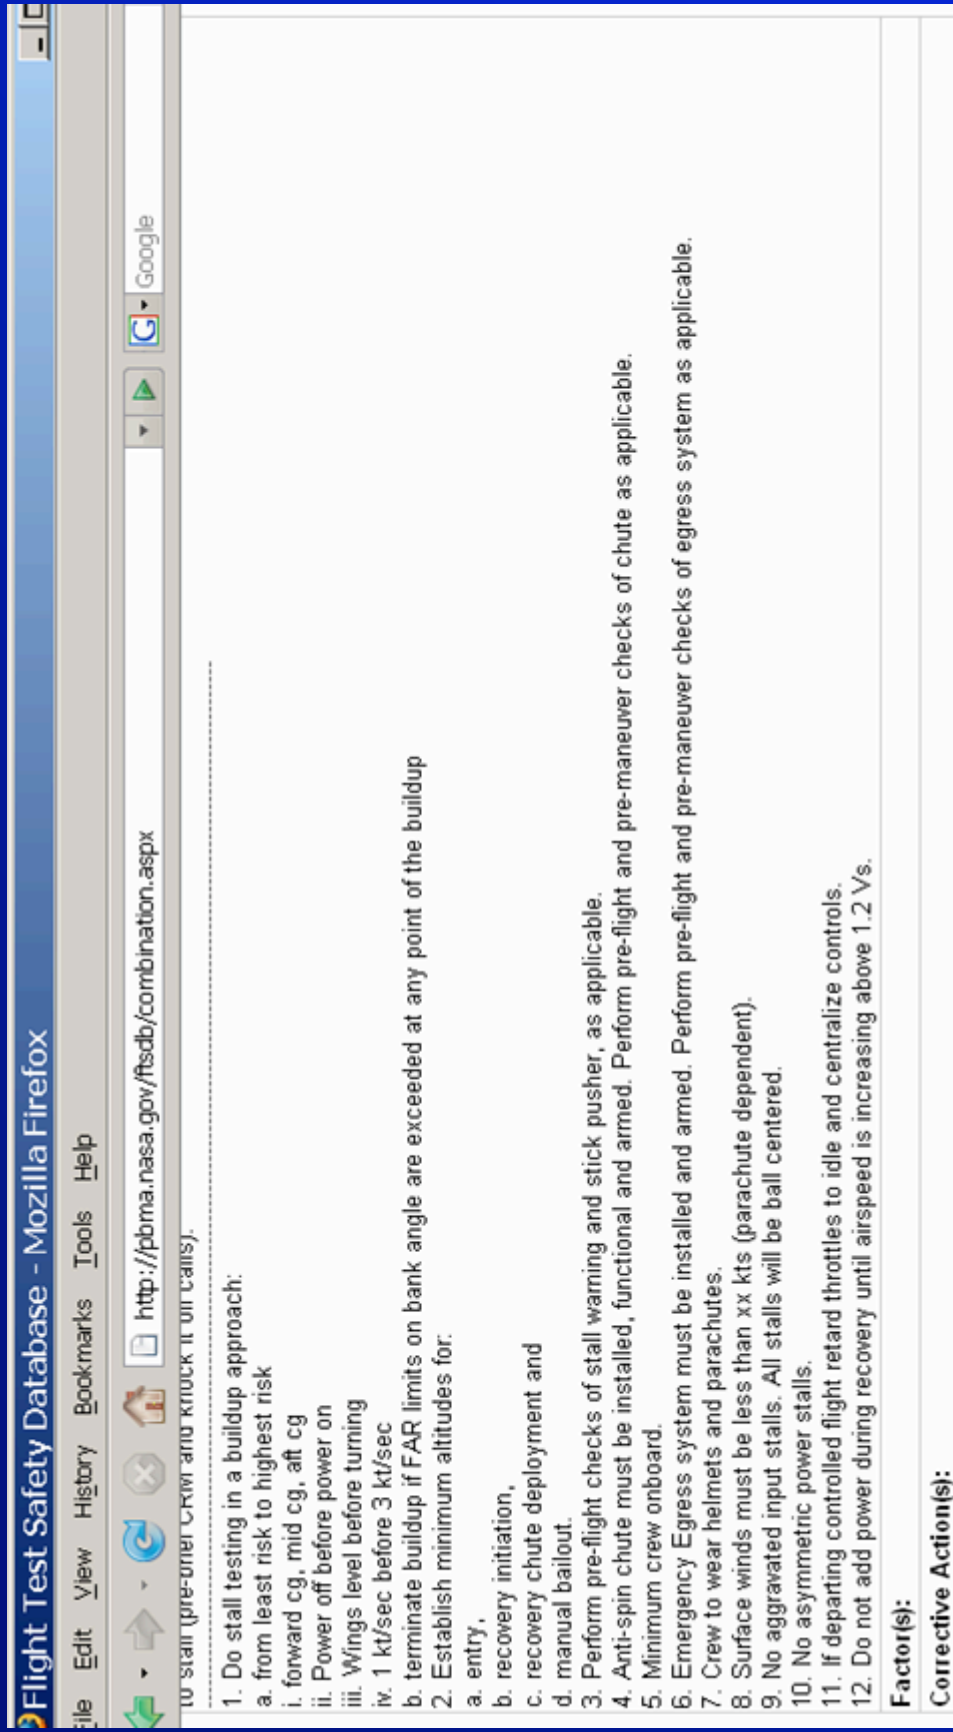 Flight Test Safety Database - Mozilla Firefox
File Edit View History Bookmarks Tools Help
http://pbma.nasa.gov/ftsdb/combination.aspx
Google
to stall (pre-brief CRM and knock it off calls).
1. Do stall testing in a buildup approach:
a. from least risk to highest risk
i. forward cg, mid cg, aft cg
ii. Power off before power on
iii. Wings level before turning
iv. 1 kt/sec before 3 kt/sec
b. terminate buildup if FAR limits on bank angle are exceeded at any point of the buildup
2. Establish minimum altitudes for:
a. entry,
b. recovery initiation,
c. recovery chute deployment and
d. manual bailout.
3. Perform pre-flight checks of stall warning and stick pusher, as applicable.
4. Anti-spin chute must be installed, functional and armed. Perform pre-flight and pre-maneuver checks of chute as applicable.
5. Minimum crew onboard.
6. Emergency Egress system must be installed and armed. Perform pre-flight and pre-maneuver checks of egress system as applicable.
7. Crew to wear helmets and parachutes.
8. Surface winds must be less than xx kts (parachute dependent).
9. No aggravated input stalls. All stalls will be ball centered.
10. No asymmetric power stalls.
11. If departing controlled flight retard throttles to idle and centralize controls.
12. Do not add power during recovery until airspeed is increasing above 1.2 Vs.
Factor(s):
Corrective Action(s):